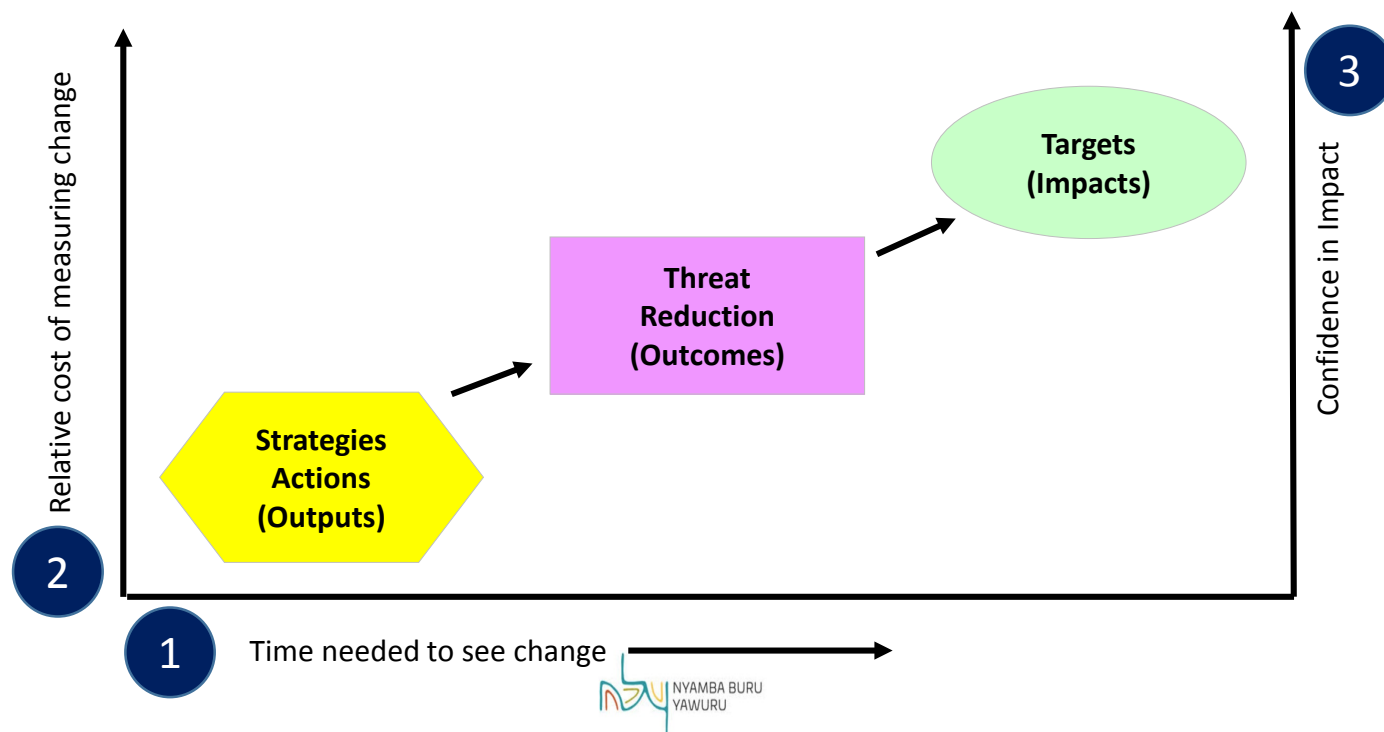 3
Targets
(Impacts)
Relative cost of measuring change
Confidence in Impact
Threat
Reduction
(Outcomes)
Strategies
Actions
(Outputs)
2
1
Time needed to see change
NYAMBA BURU
YAWURU